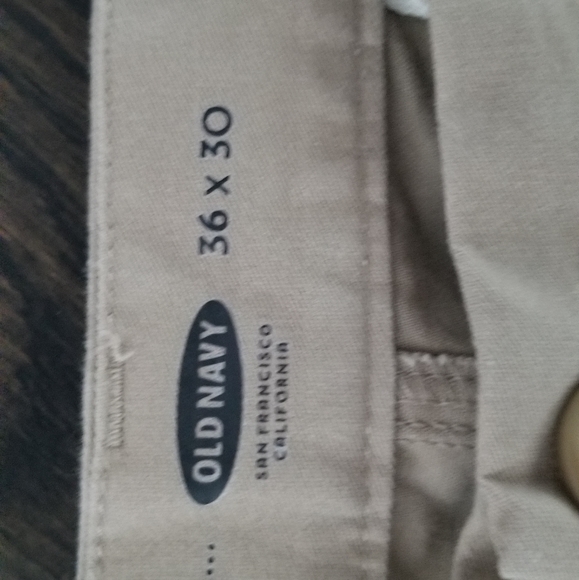 ... OLD NAVY 36 X 30
SAN FRANCISCO
CALIFORNIA